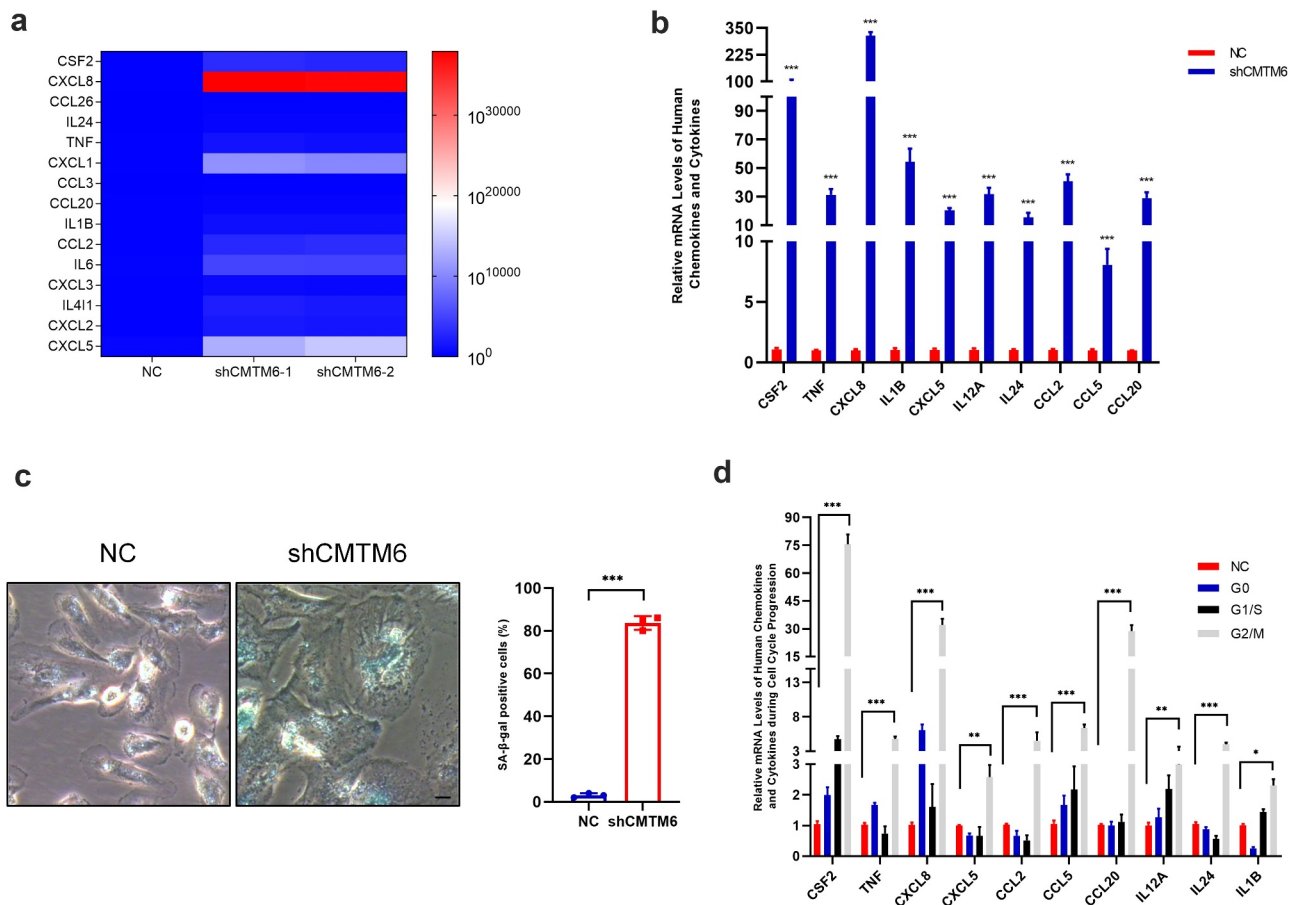 a
CSF2
CXCL8
CCL26
IL24
TNF
CXCL1
CCL3
CCL20
IL1B
CCL2
IL6
CXCL3
IL4I1
CXCL2
CXCL5
NC
shCMTM6-1
shCMTM6-2
10^30000
10^20000
10^10000
10^0
b
Relative mRNA Levels of Human
Chemokines and Cytokines
350
225
100
90
70
50
30
10
10
5
0
***
***
***
***
***
***
***
***
***
***
CSF2
TNF
CXCL8
IL1B
CXCL5
IL12A
IL24
CCL2
CCL5
CCL20
NC
shCMTM6
c
NC
shCMTM6
SA-β-gal positive cells (%)
100
80
60
40
20
0
***
NC
shCMTM6
d
Relative mRNA Levels of Human Chemokines
and Cytokines during Cell Cycle Progression
90
75
60
45
30
15
13
8
3
3
2
1
0
***
***
***
**
***
***
***
**
***
*
CSF2
TNF
CXCL8
CXCL5
CCL2
CCL5
CCL20
IL12A
IL24
IL1B
NC
G0
G1/S
G2/M